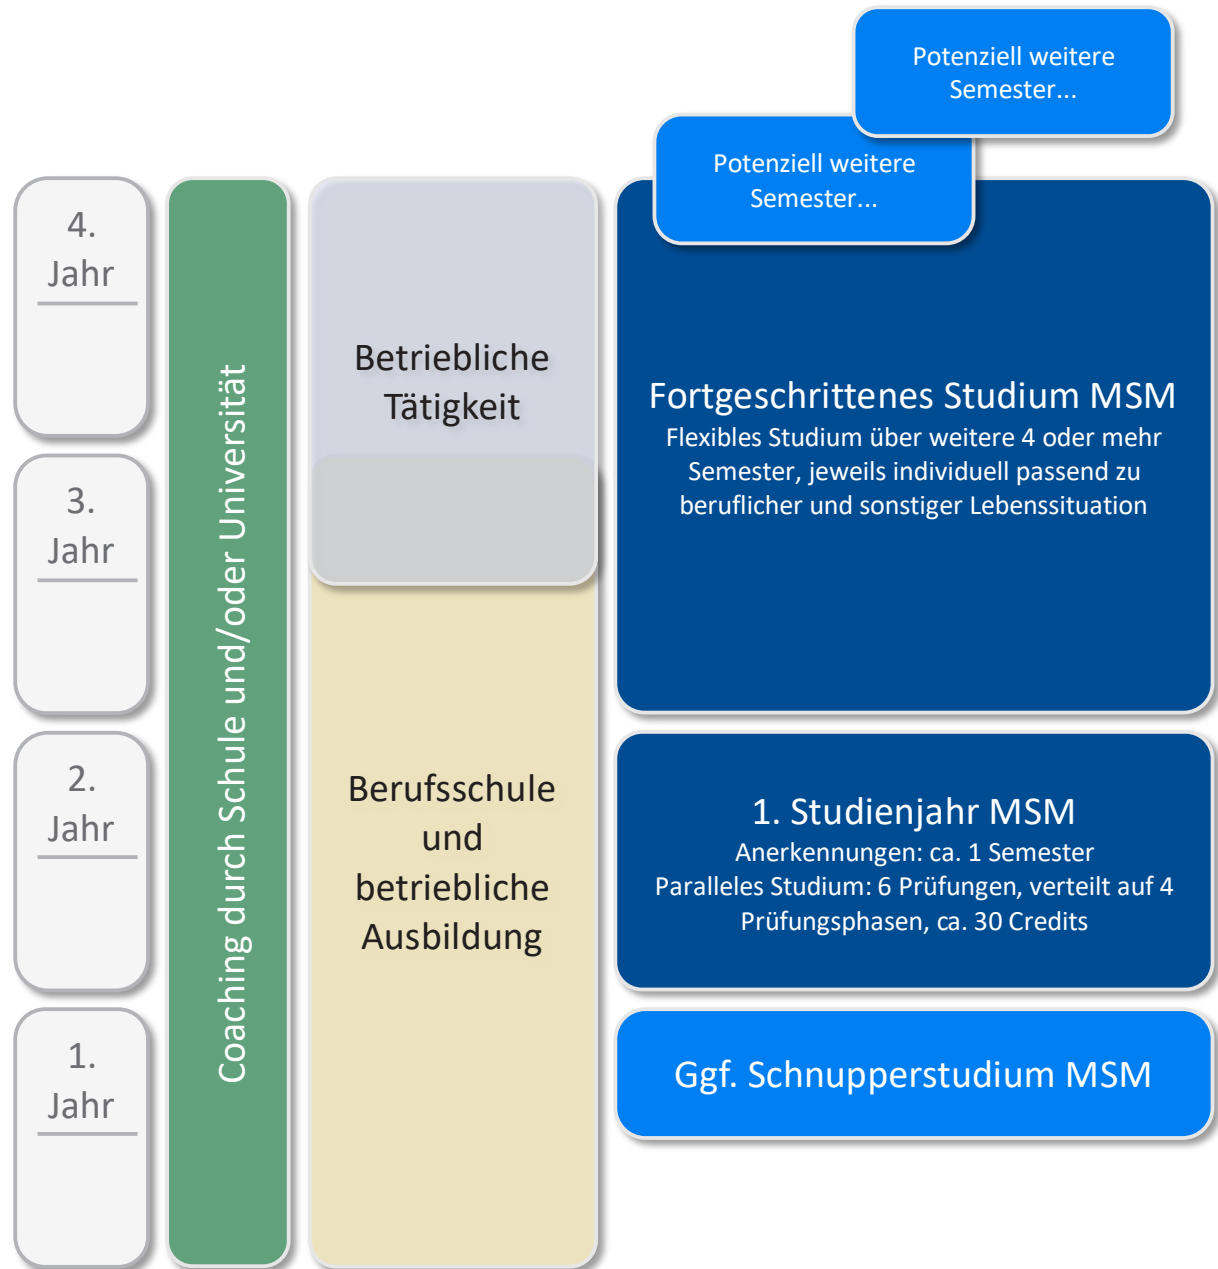 Potenziell weitere
Semester...
Potenziell weitere
Semester...
4.
Jahr
3.
Jahr
2.
Jahr
1.
Jahr
Coaching durch Schule und/oder Universität
Betriebliche
Tätigkeit
Berufsschule
und
betriebliche
Ausbildung
Fortgeschrittenes Studium MSM
Flexibles Studium über weitere 4 oder mehr
Semester, jeweils individuell passend zu
beruflicher und sonstiger Lebenssituation
1. Studienjahr MSM
Anerkennungen: ca. 1 Semester
Paralleles Studium: 6 Prüfungen, verteilt auf 4
Prüfungsphasen, ca. 30 Credits
Ggf. Schnupperstudium MSM